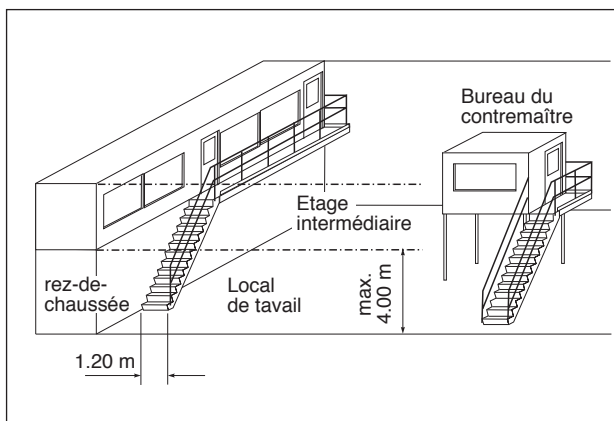 Bureau du
contremaître
Etage
intermédiaire
rez-de-
chaussée
Local
de tavail
max.
4.00 m
1.20 m